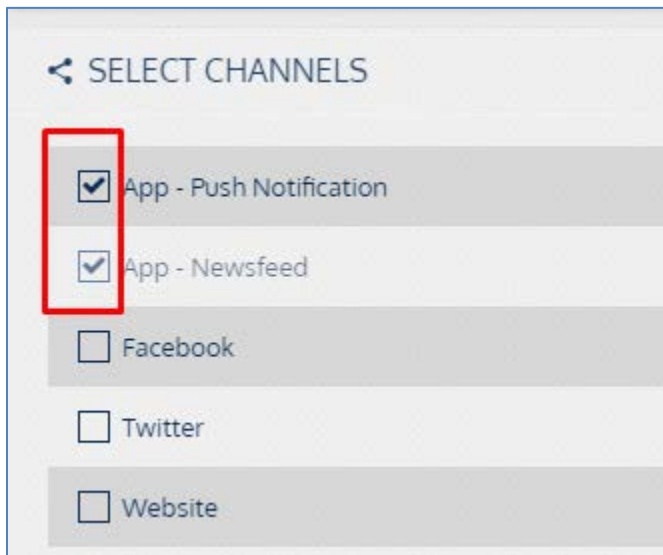 SELECT CHANNELS
App - Push Notification
App - Newsfeed
Facebook
Twitter
Website